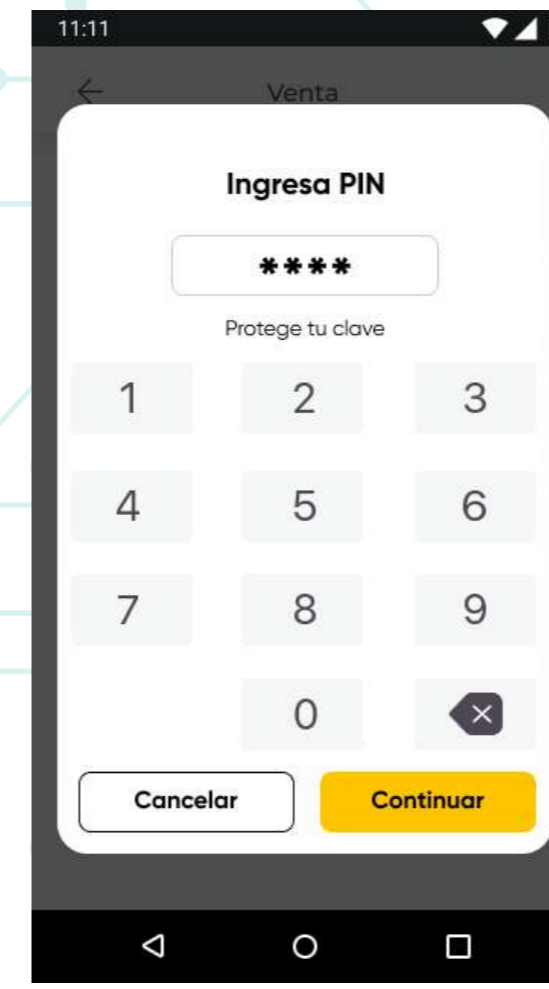 11:11
Venta
Ingresa PIN
****
Protege tu clave
1 2 3
4 5 6
7 8 9
0
Cancelar Continuar